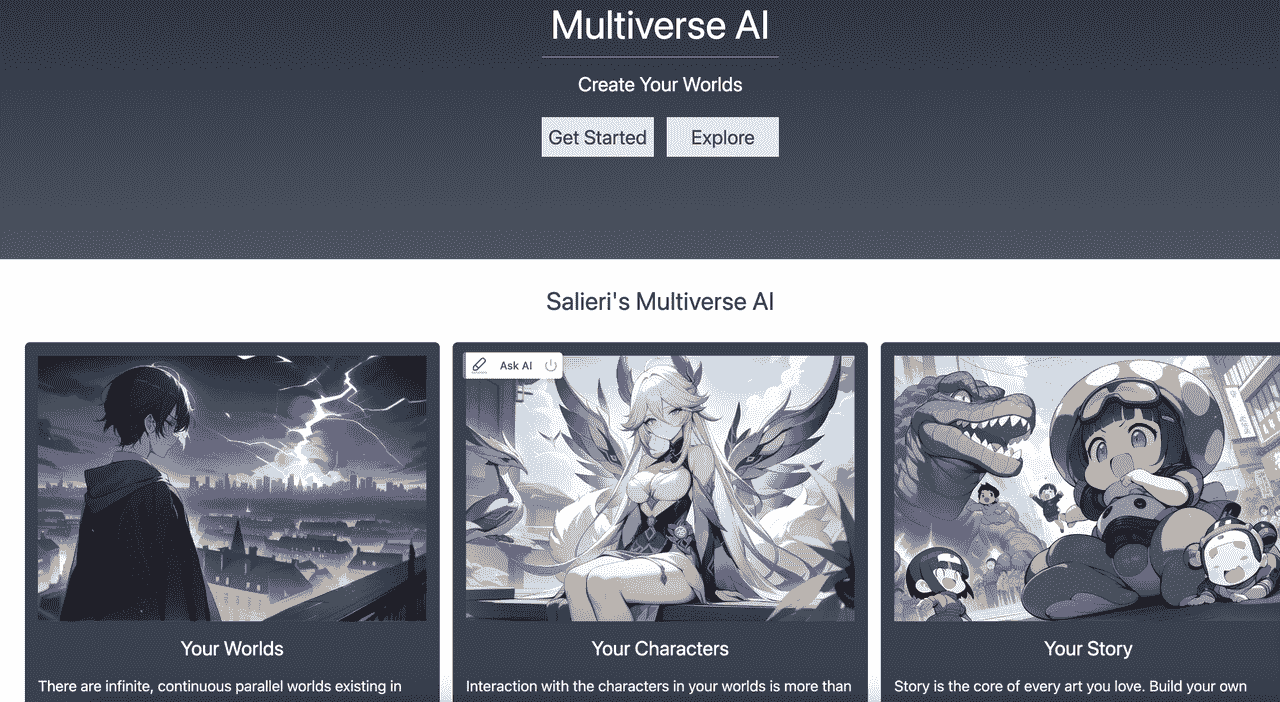 Multiverse AI
Create Your Worlds
Get Started
Explore
Salieri's Multiverse AI
Ask AI
Your Worlds
There are infinite, continuous parallel worlds existing in
Your Characters
Interaction with the characters in your worlds is more than
Your Story
Story is the core of every art you love. Build your own